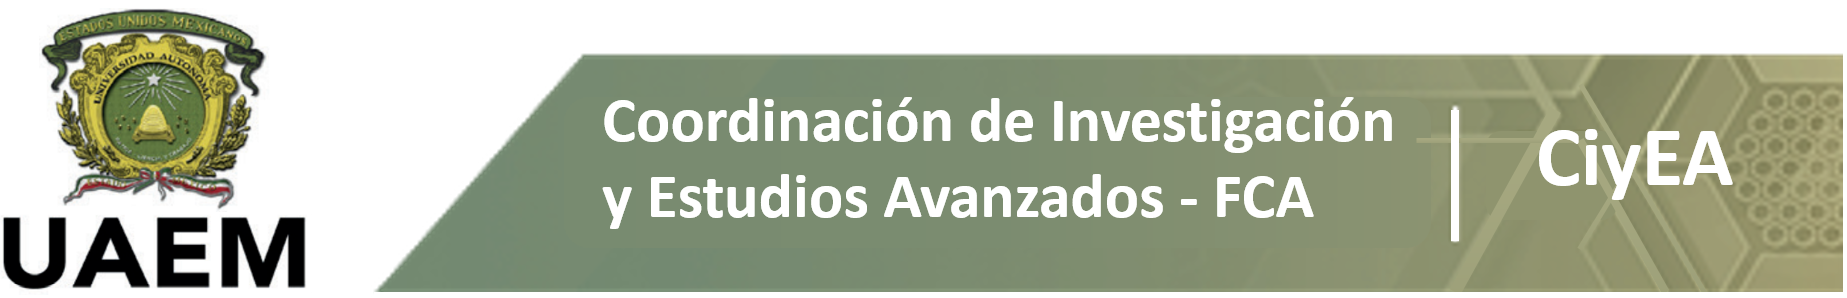 ESTADOS UNIDOS MEXICANOS
UNIVERSIDAD AUTONOMA
UAEM
Coordinación de Investigación
y Estudios Avanzados - FCA
CiyEA